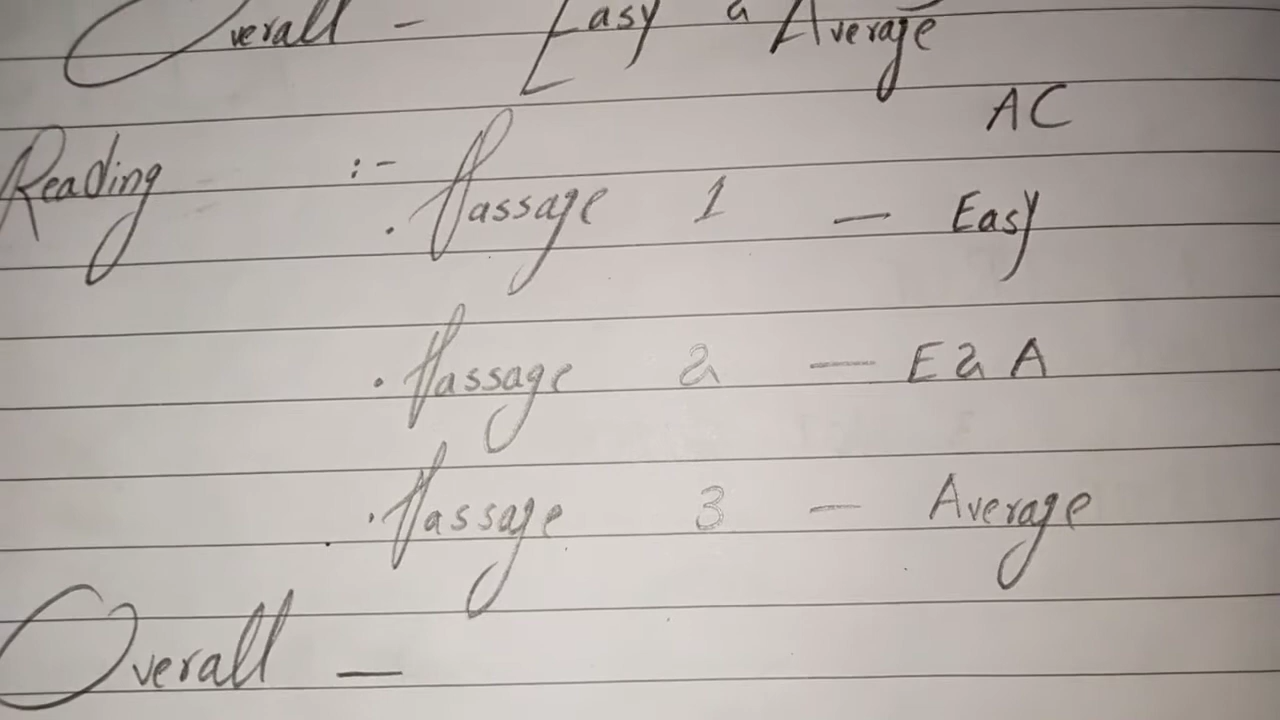 Overall - Easy & Average
AC
Reading :- . Passage 1 - Easy
. Passage 2 - E & A
. Passage 3 - Average
Overall -